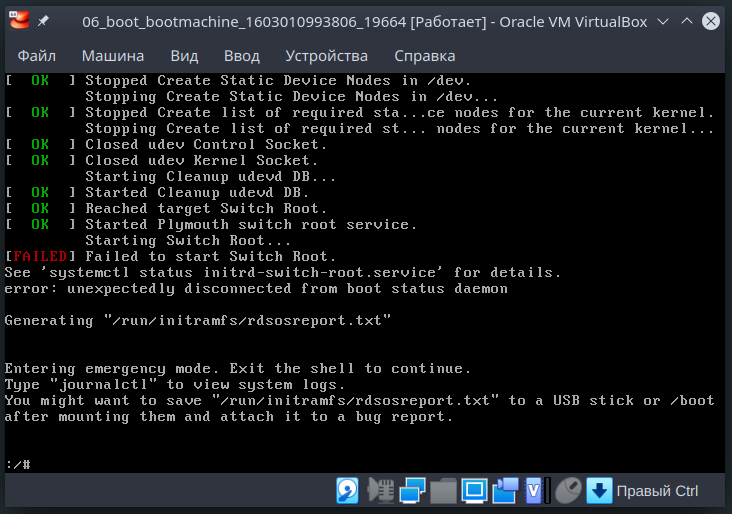 06_boot_bootmachine_1603010993806_19664 [Работает] - Oracle VM VirtualBox
Файл Машина Вид Ввод Устройства Справка
[  OK  ] Stopped Create Static Device Nodes in /dev.
         Stopping Create Static Device Nodes in /dev...
[  OK  ] Stopped Create list of required sta...ce nodes for the current kernel.
         Stopping Create list of required st... nodes for the current kernel...
[  OK  ] Closed udev Control Socket.
[  OK  ] Closed udev Kernel Socket.
         Starting Cleanup udevd DB...
[  OK  ] Started Cleanup udevd DB.
[  OK  ] Reached target Switch Root.
[  OK  ] Started Plymouth switch root service.
         Starting Switch Root...
[FAILED] Failed to start Switch Root.
See 'systemctl status initrd-switch-root.service' for details.
error: unexpectedly disconnected from boot status daemon
Generating "/run/initramfs/rdsosreport.txt"
Entering emergency mode. Exit the shell to continue.
Type "journalctl" to view system logs.
You might want to save "/run/initramfs/rdsosreport.txt" to a USB stick or /boot
after mounting them and attach it to a bug report.
:/#
Правый Ctrl